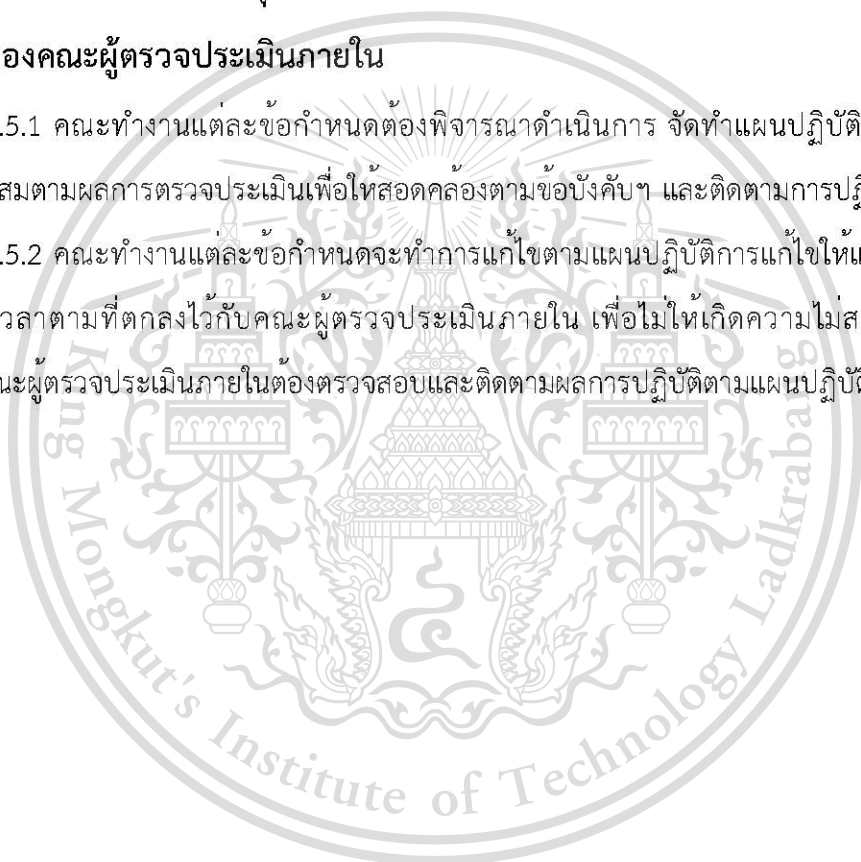 องคณะผู้ตรวจประเมินภายใน
.5.1 คณะทำงานแต่ละข้อกำหนดต้องพิจารณาดำเนินการ จัดทำแผนปฏิบัติ
สมตามผลการตรวจประเมินเพื่อให้สอดคล้องตามข้อบังคับฯ และติดตามการปฏิ
.5.2 คณะทำงานแต่ละข้อกำหนดจะทำการแก้ไขตามแผนปฏิบัติการแก้ไขให้แ
วลาตามที่ตกลงไว้กับคณะผู้ตรวจประเมินภายใน เพื่อไม่ให้เกิดความไม่ส
ณะผู้ตรวจประเมินภายในต้องตรวจสอบและติดตามผลการปฏิบัติตามแผนปฏิบัติ
King Mongkut's Institute of Technology Ladkrabang